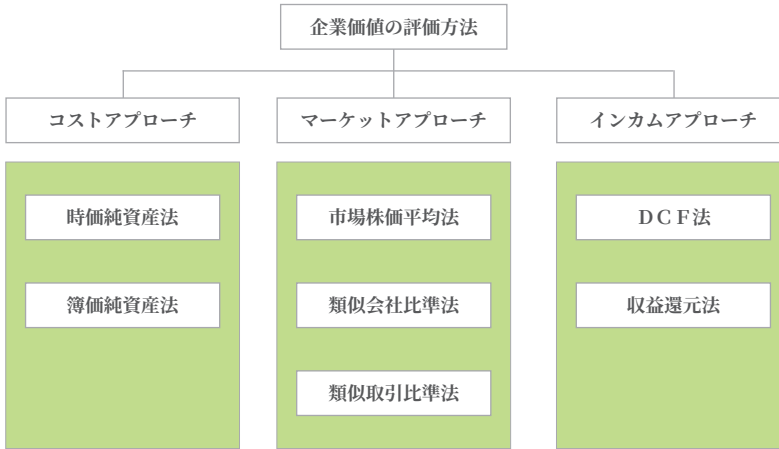 企業価値の評価方法
コストアプローチ
マーケットアプローチ
インカムアプローチ
時価純資産法
市場株価平均法
ＤＣＦ法
簿価純資産法
類似会社比準法
収益還元法
類似取引比準法